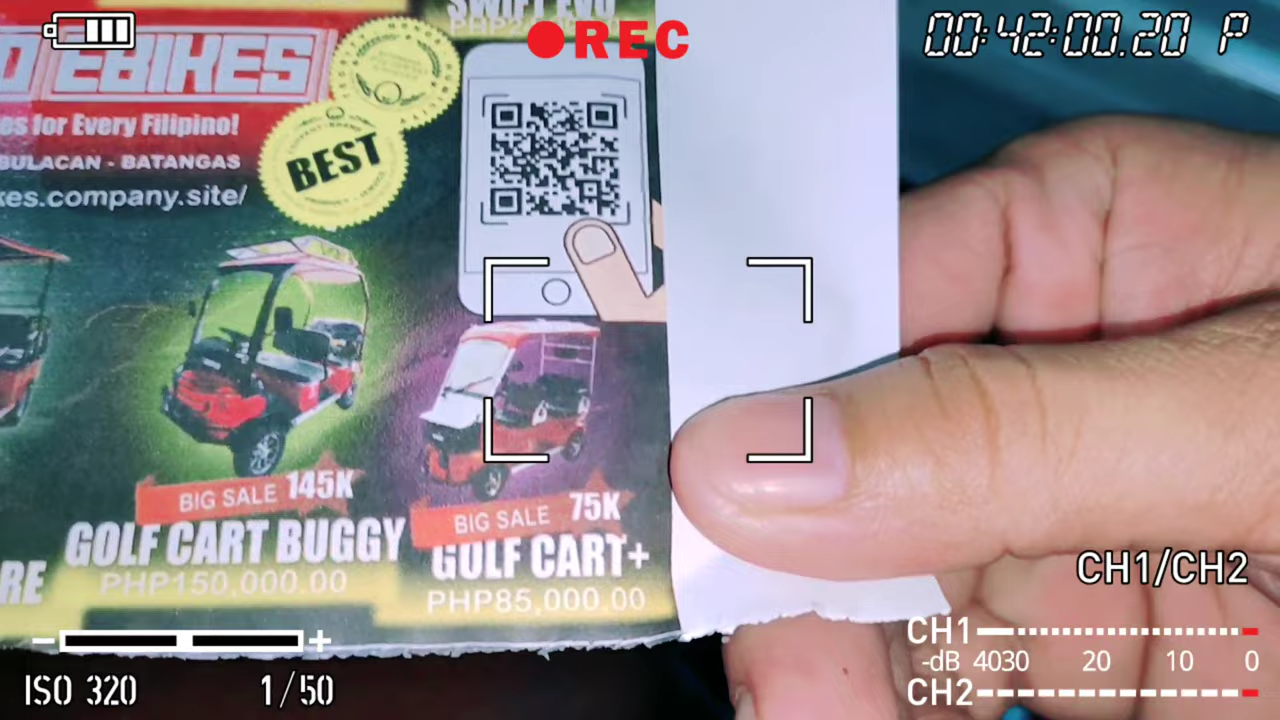 SWIFT EVO
REC
00:42:00.20 P
EBIKES
es for Every Filipino!
BULACAN - BATANGAS
kes.company.site/
BEST
BIG SALE 145K
GOLF CART BUGGY
PHP150,000.00
BIG SALE 75K
GOLF CART+
PHP85,000.00
RE
CH1/CH2
CH1
-dB 4030 20 10 0
CH2
ISO 320
1/50